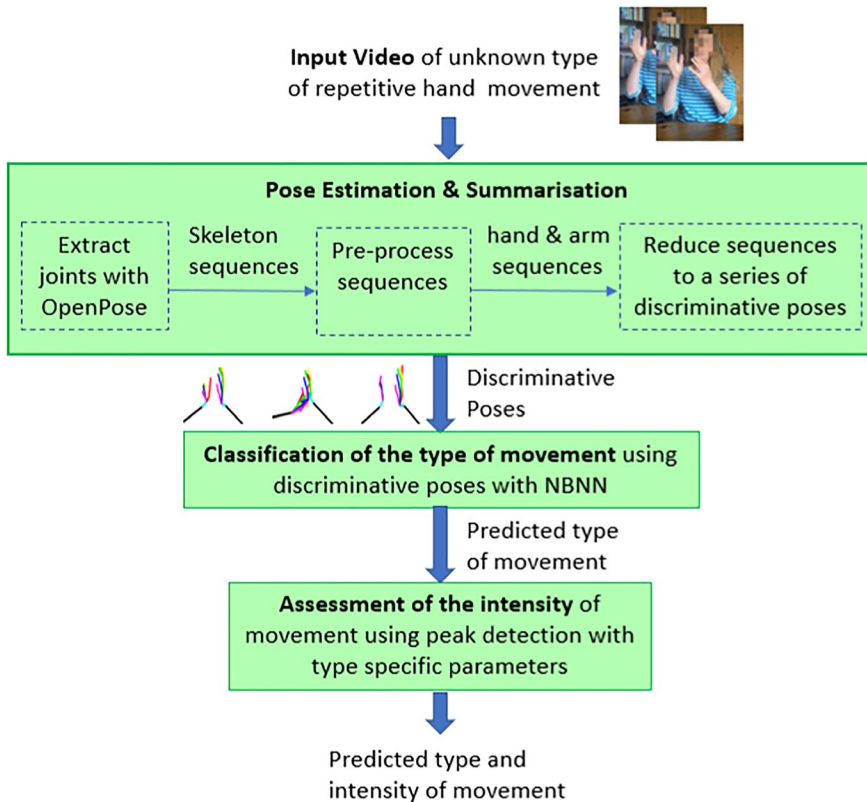 Input Video of unknown type
of repetitive hand movement
Pose Estimation & Summarisation
Extract
joints with
OpenPose
Skeleton
sequences
Pre-process
sequences
hand & arm
sequences
Reduce sequences
to a series of
discriminative poses
Discriminative
Poses
Classification of the type of movement using
discriminative poses with NBNN
Predicted type
of movement
Assessment of the intensity of
movement using peak detection with
type specific parameters
Predicted type and
intensity of movement